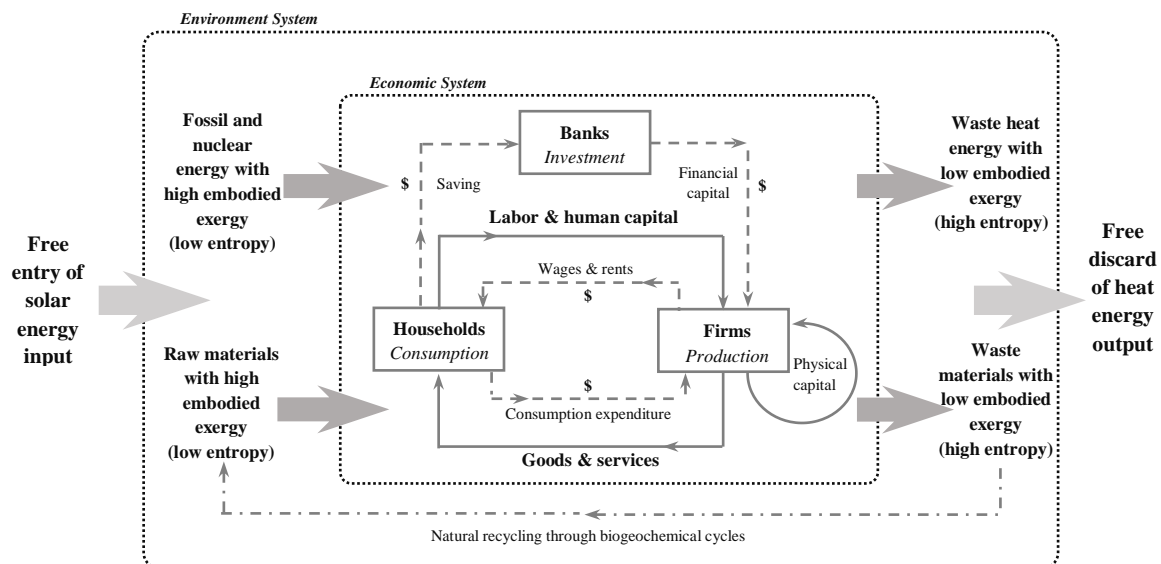 Environment System
Economic System
Free
entry of
solar
energy
input
Fossil and
nuclear
energy with
high embodied
exergy
(low entropy)
Raw materials
with high
embodied
exergy
(low entropy)
Banks
Investment
$
Saving
Financial
capital
$
Labor & human capital
Wages & rents
$
Households
Consumption
Firms
Production
Physical
capital
$
Consumption expenditure
Goods & services
Waste heat
energy with
low embodied
exergy
(high entropy)
Waste
materials with
low embodied
exergy
(high entropy)
Free
discard
of heat
energy
output
Natural recycling through biogeochemical cycles